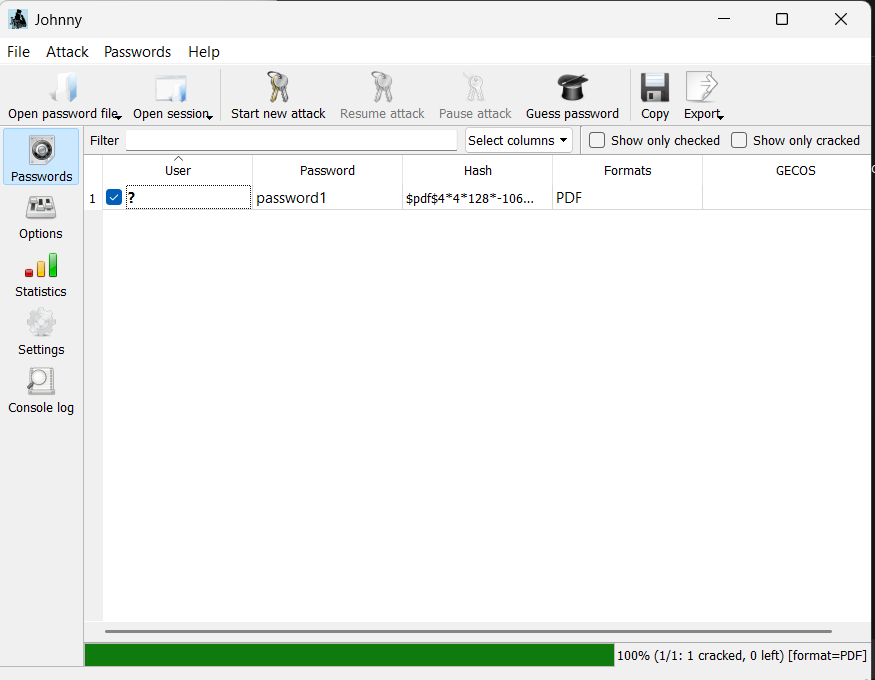 Johnny
File Attack Passwords Help
Open password file Open session Start new attack Resume attack Pause attack Guess password Copy Export
Passwords
Options
Statistics
Settings
Console log
Filter Select columns Show only checked Show only cracked
User Password Hash Formats GECOS
1 ? password1 $pdf$4*4*128*-106... PDF
100% (1/1: 1 cracked, 0 left) [format=PDF]